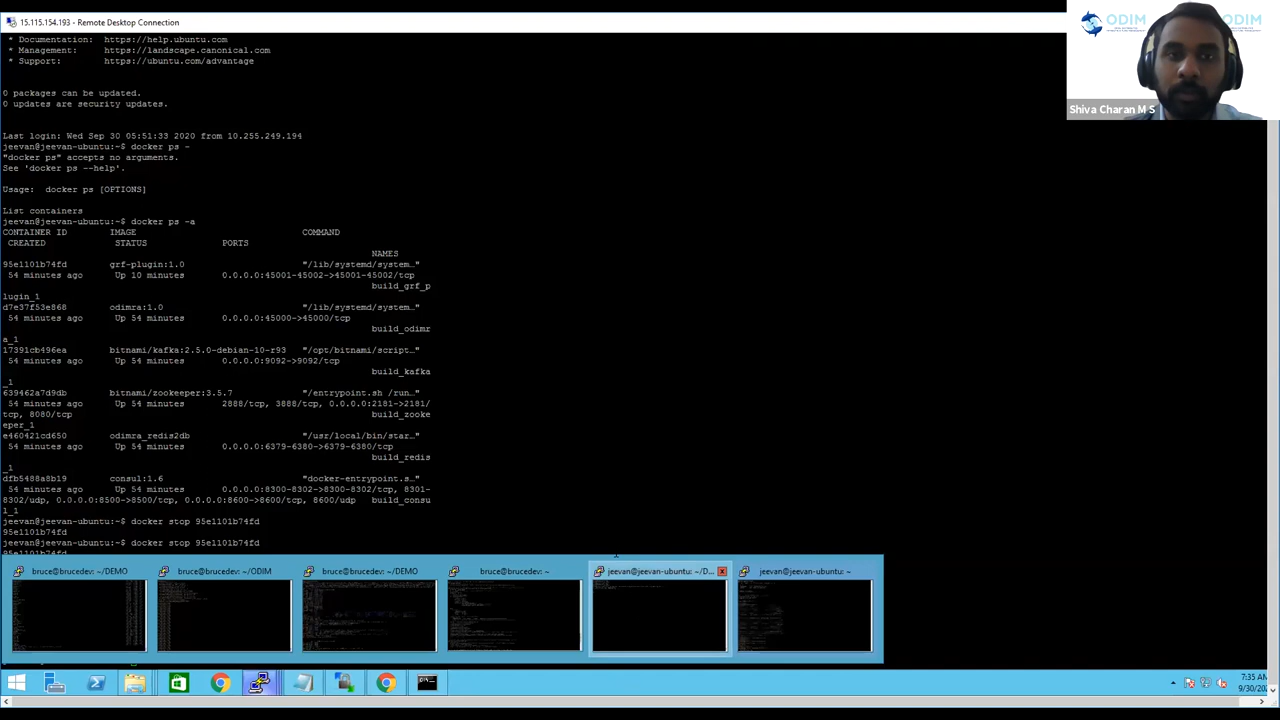 15.115.154.193 - Remote Desktop Connection
* Documentation: https://help.ubuntu.com
* Management: https://landscape.canonical.com
* Support: https://ubuntu.com/advantage
0 packages can be updated.
0 updates are security updates.
Last login: Wed Sep 30 05:51:33 2020 from 10.255.249.194
jeevan@jeevan-ubuntu:~$ docker ps -
"docker ps" accepts no arguments.
See 'docker ps --help'.
Usage: docker ps [OPTIONS]
List containers
jeevan@jeevan-ubuntu:~$ docker ps -a
CONTAINER ID IMAGE COMMAND
CREATED STATUS PORTS
NAMES
95e1101b74fd grf-plugin:1.0 "/lib/systemd/system…"
54 minutes ago Up 10 minutes 0.0.0.0:45001-45002->45001-45002/tcp
build_grf_p
lugin_1
d7e37f53e868 odimra:1.0 "/lib/systemd/system…"
54 minutes ago Up 54 minutes 0.0.0.0:45000->45000/tcp
build_odimr
a_1
17391cb496ea bitnami/kafka:2.5.0-debian-10-r93 "/opt/bitnami/script…"
54 minutes ago Up 54 minutes 0.0.0.0:9092->9092/tcp
build_kafka
_1
639462a7d9db bitnami/zookeeper:3.5.7 "/entrypoint.sh /run…"
54 minutes ago Up 54 minutes 2888/tcp, 3888/tcp, 0.0.0.0:2181->2181/
tcp, 8080/tcp build_zooke
eper_1
e460421cd650 odimra_redis2db "/usr/local/bin/star…"
54 minutes ago Up 54 minutes 0.0.0.0:6379-6380->6379-6380/tcp
build_redis
_1
dfb5488a8b19 consul:1.6 "docker-entrypoint.s…"
54 minutes ago Up 54 minutes 0.0.0.0:8300-8302->8300-8302/tcp, 8301-
8302/udp, 0.0.0.0:8500->8500/tcp, 0.0.0.0:8600->8600/tcp, 8600/udp build_consu
l_1
jeevan@jeevan-ubuntu:~$ docker stop 95e1101b74fd
95e1101b74fd
jeevan@jeevan-ubuntu:~$ docker stop 95e1101b74fd
95e1101b74fd
bruce@brucedev: ~/DEMO
bruce@brucedev: ~/ODIM
bruce@brucedev: ~/DEMO
bruce@brucedev: ~
jeevan@jeevan-ubuntu: ~/D...
jeevan@jeevan-ubuntu: ~
7:35 AM
9/30/2020
ODIM
ODIM
Shiva Charan M S